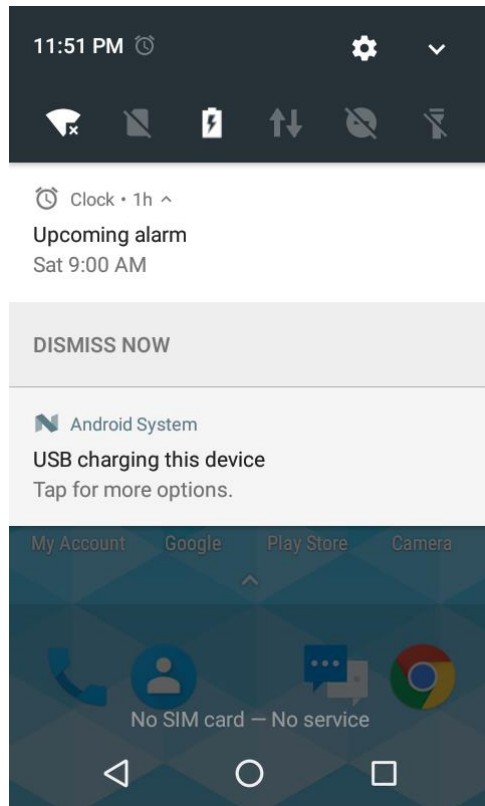 11:51 PM
Clock • 1h
Upcoming alarm
Sat 9:00 AM
DISMISS NOW
Android System
USB charging this device
Tap for more options.
My Account Google Play Store Camera
No SIM card — No service